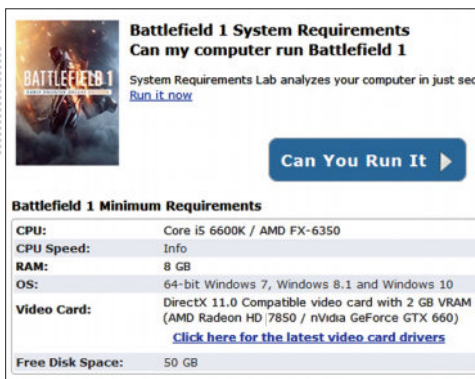 Battlefield 1 System Requirements
Can my computer run Battlefield 1
BATTLEFIELD 1
System Requirements Lab analyzes your computer in just sec
Run it now
Can You Run It
Battlefield 1 Minimum Requirements
CPU: Core i5 6600K / AMD FX-6350
CPU Speed: Info
RAM: 8 GB
OS: 64-bit Windows 7, Windows 8.1 and Windows 10
Video Card: DirectX 11.0 Compatible video card with 2 GB VRAM
(AMD Radeon HD 7850 / nVidia GeForce GTX 660)
Click here for the latest video card drivers
Free Disk Space: 50 GB